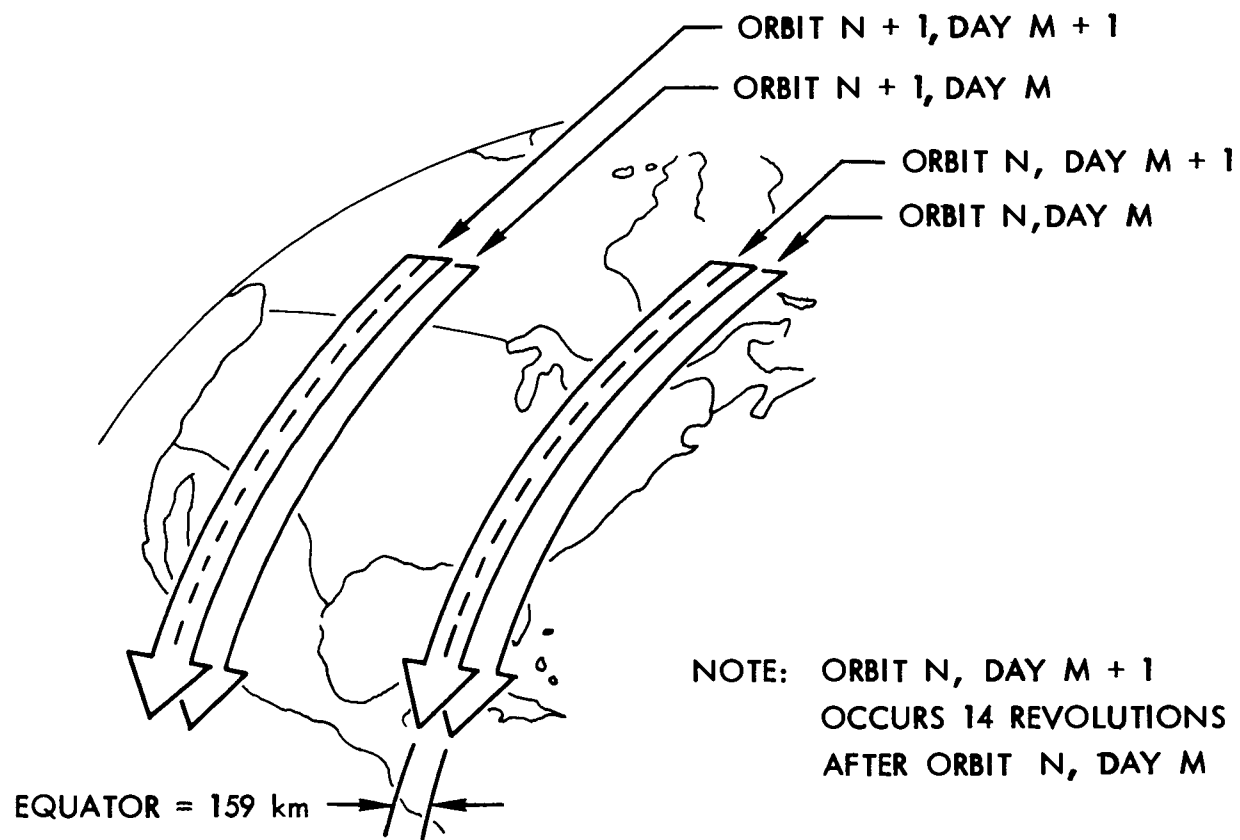 ORBIT N + 1, DAY M + 1
ORBIT N + 1, DAY M
ORBIT N, DAY M + 1
ORBIT N, DAY M
NOTE: ORBIT N, DAY M + 1
OCCURS 14 REVOLUTIONS
AFTER ORBIT N, DAY M
EQUATOR = 159 km